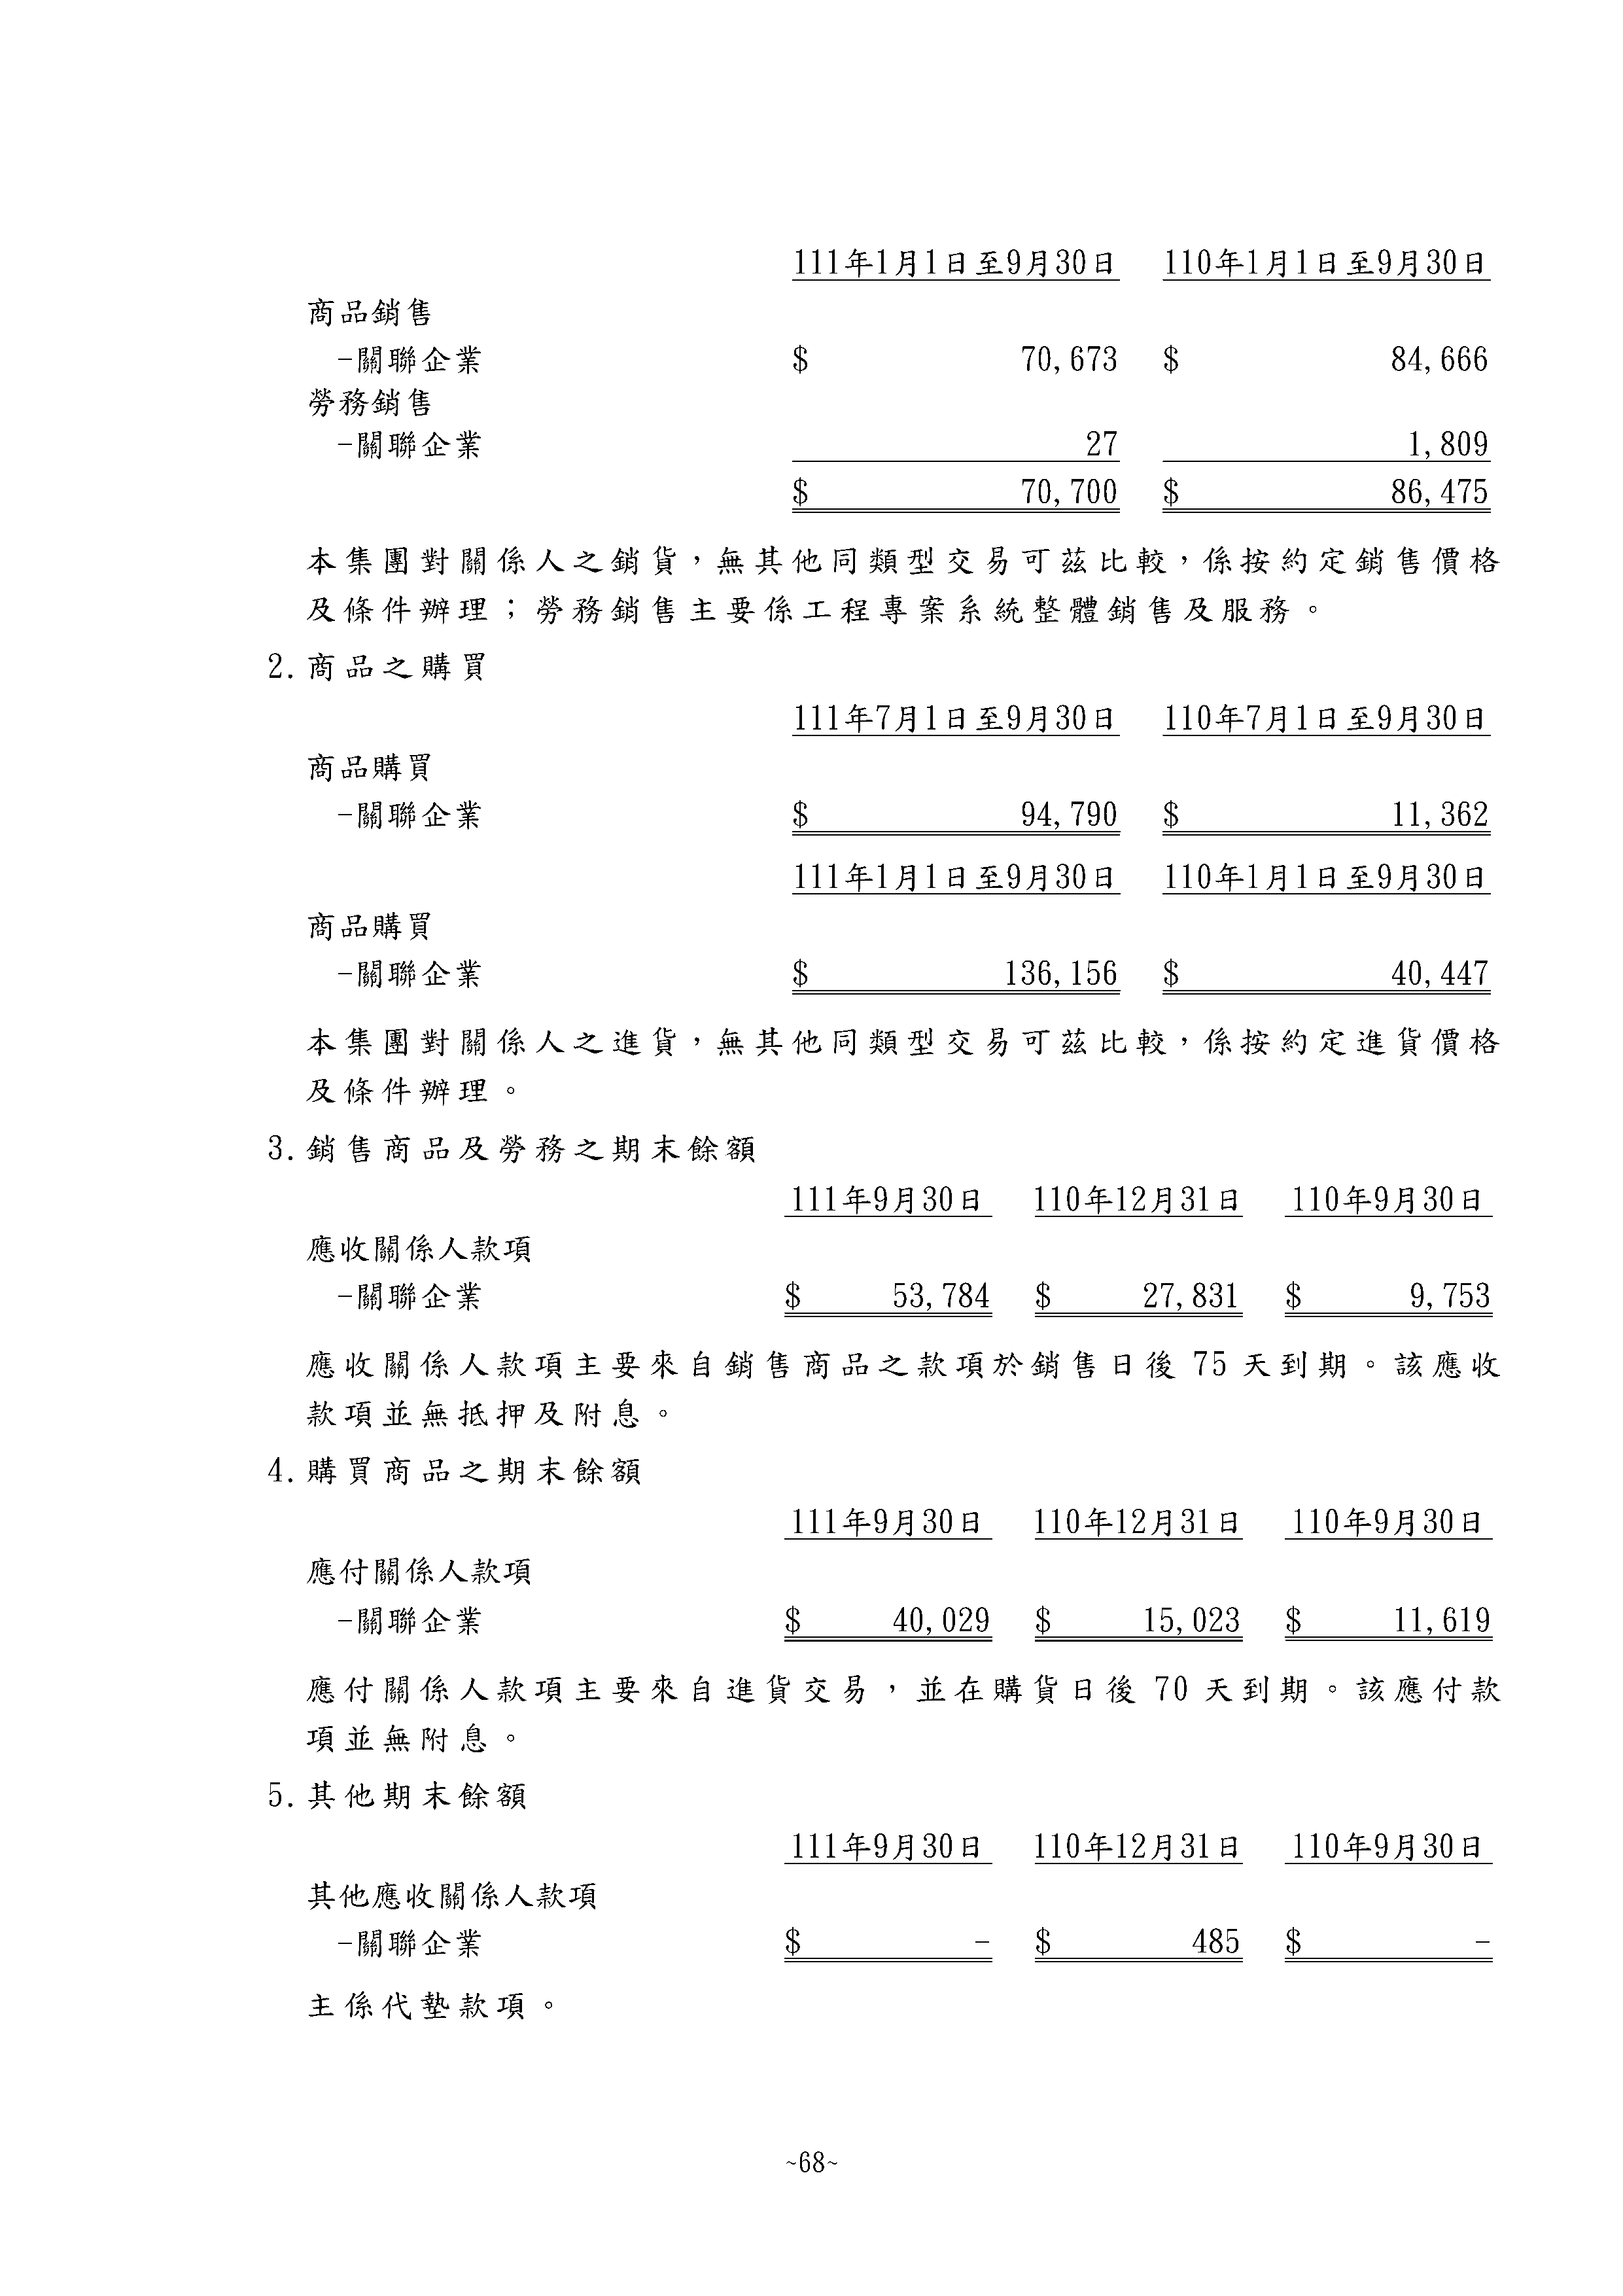 111年1月1日至9月30日 110年1月1日至9月30日
商品銷售
-關聯企業 $ 70,673 $ 84,666
勞務銷售
-關聯企業 27 1,809
$ 70,700 $ 86,475
本集團對關係人之銷貨，無其他同類型交易可茲比較，係按約定銷售價格
及條件辦理；勞務銷售主要係工程專案系統整體銷售及服務。
2.商品之購買
111年7月1日至9月30日 110年7月1日至9月30日
商品購買
-關聯企業 $ 94,790 $ 11,362
111年1月1日至9月30日 110年1月1日至9月30日
商品購買
-關聯企業 $ 136,156 $ 40,447
本集團對關係人之進貨，無其他同類型交易可茲比較，係按約定進貨價格
及條件辦理。
3.銷售商品及勞務之期末餘額
111年9月30日 110年12月31日 110年9月30日
應收關係人款項
-關聯企業 $ 53,784 $ 27,831 $ 9,753
應收關係人款項主要來自銷售商品之款項於銷售日後 75 天到期。該應收
款項並無抵押及附息。
4.購買商品之期末餘額
111年9月30日 110年12月31日 110年9月30日
應付關係人款項
-關聯企業 $ 40,029 $ 15,023 $ 11,619
應付關係人款項主要來自進貨交易，並在購貨日後 70 天到期。該應付款
項並無附息。
5.其他期末餘額
111年9月30日 110年12月31日 110年9月30日
其他應收關係人款項
-關聯企業 $ - $ 485 $ -
主係代墊款項。
~68~